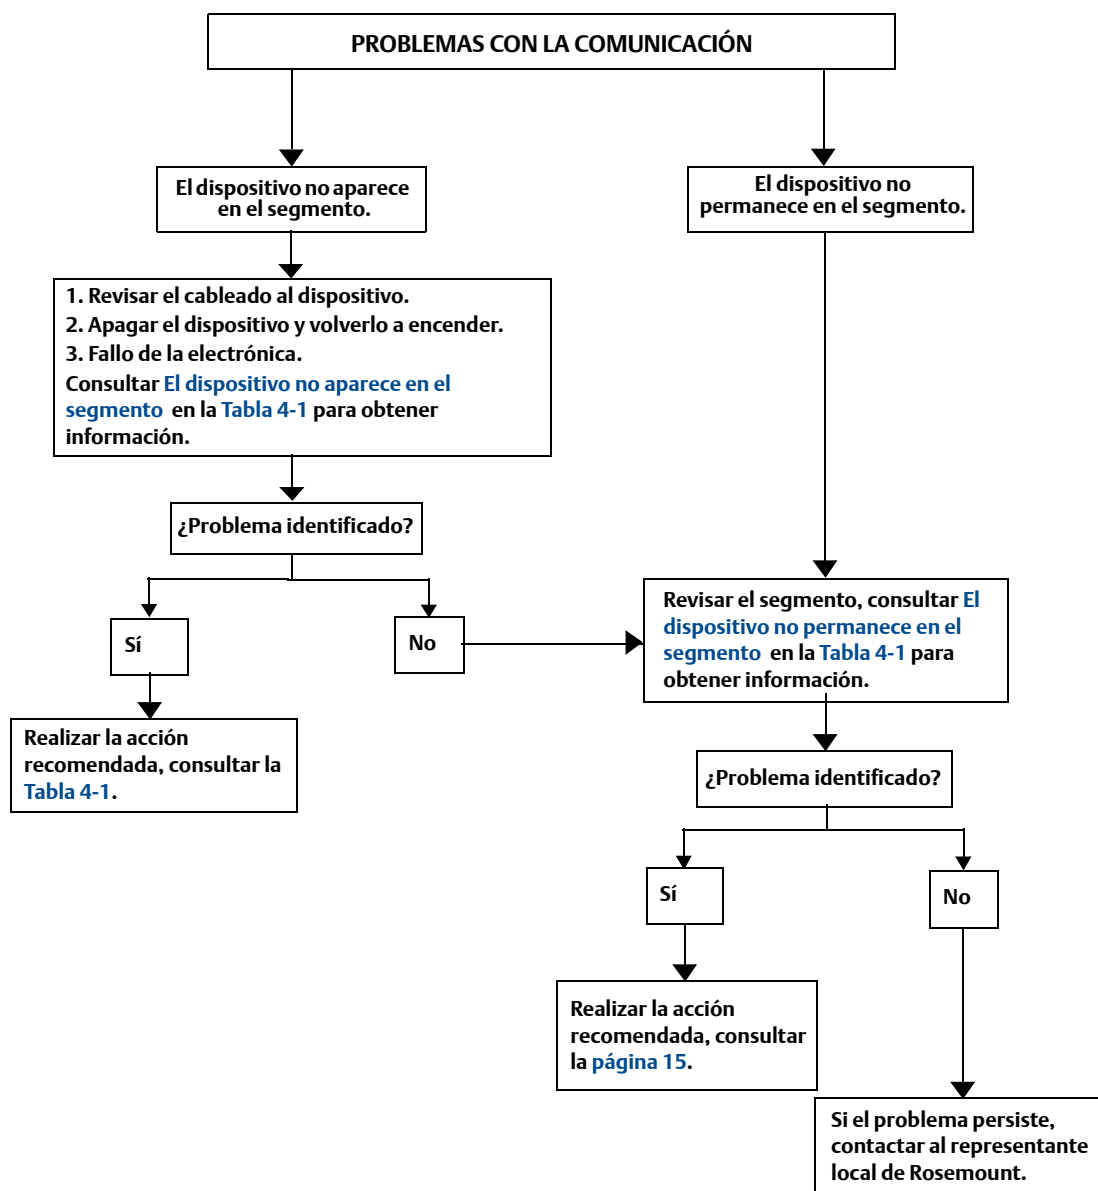 PROBLEMAS CON LA COMUNICACIÓN
El dispositivo no aparece
en el segmento.
El dispositivo no
permanece en el segmento.
1. Revisar el cableado al dispositivo.
2. Apagar el dispositivo y volverlo a encender.
3. Fallo de la electrónica.
Consultar El dispositivo no aparece en el
segmento en la Tabla 4-1 para obtener
información.
¿Problema identificado?
Sí
No
Realizar la acción
recomendada, consultar la
Tabla 4-1.
Revisar el segmento, consultar El
dispositivo no permanece en el
segmento en la Tabla 4-1 para
obtener información.
¿Problema identificado?
Sí
No
Realizar la acción
recomendada, consultar
la página 15.
Si el problema persiste,
contactar al representante
local de Rosemount.